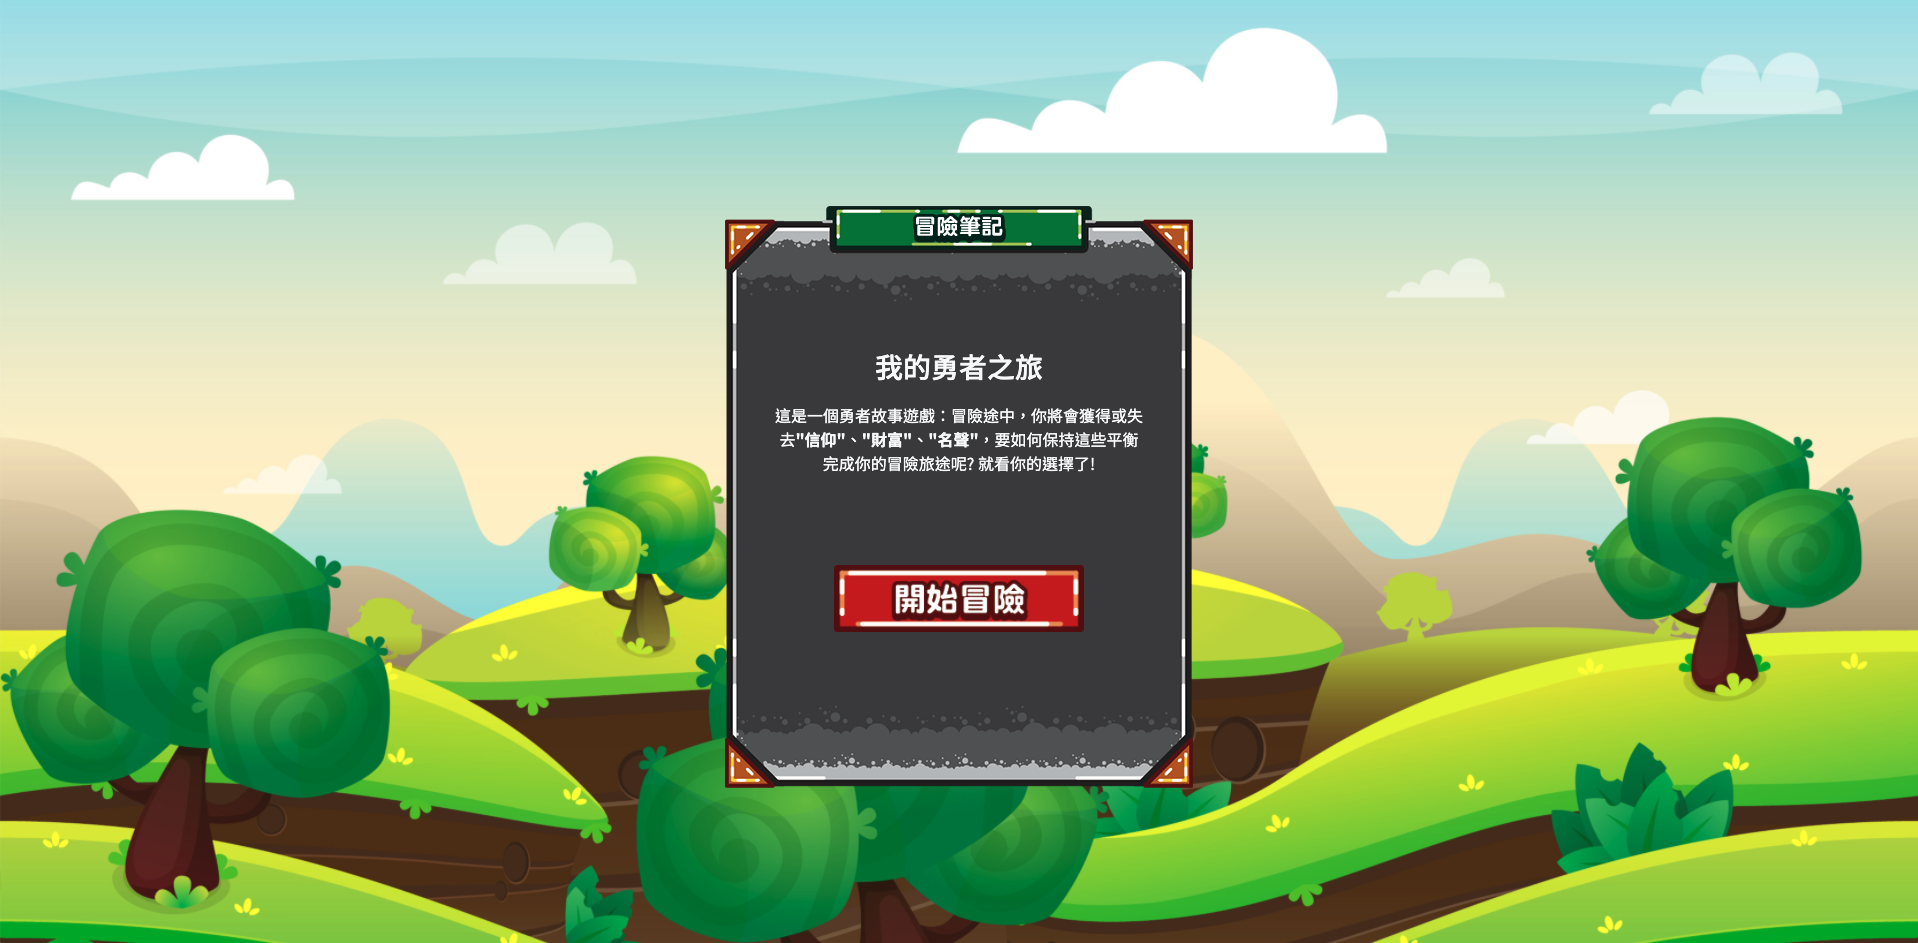 冒險筆記
我的勇者之旅
這是一個勇者故事遊戲：冒險途中，你將會獲得或失
去"信仰"、"財富"、"名聲"，要如何保持這些平衡
完成你的冒險旅途呢? 就看你的選擇了!
開始冒險